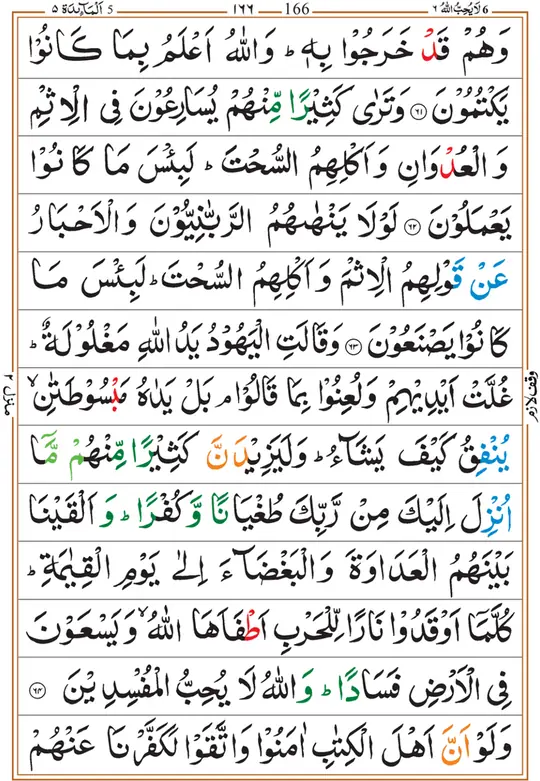 6 لَا یُحِبُّ اللّٰهُ ٦ 166 ١٦٦ 5 اَلْمَآئِدَة ٥
وَهُمْ قَدْ خَرَجُوْا بِهٖ ؕ وَاللّٰهُ اَعْلَمُ بِمَا كَانُوْا
یَكْتُمُوْنَ ﴿٦١﴾ وَتَرٰی كَثِیْرًا مِّنْهُمْ یُسَارِعُوْنَ فِی الْاِثْمِ
وَالْعُدْوَانِ وَاَكْلِهِمُ السُّحْتَ ؕ لَبِئْسَ مَا كَانُوْا
یَعْمَلُوْنَ ﴿٦٢﴾ لَوْلَا یَنْهٰىهُمُ الرَّبّٰنِیُّوْنَ وَالْاَحْبَارُ
عَنْ قَوْلِهِمُ الْاِثْمَ وَاَكْلِهِمُ السُّحْتَ ؕ لَبِئْسَ مَا
كَانُوْا یَصْنَعُوْنَ ﴿٦٣﴾ وَقَالَتِ الْیَهُوْدُ یَدُ اللّٰهِ مَغْلُوْلَةٌ ؕ
غُلَّتْ اَیْدِیْهِمْ وَلُعِنُوْا بِمَا قَالُوْا ۘ بَلْ یَدٰهُ مَبْسُوْطَتٰنِ ۙ
یُنْفِقُ كَیْفَ یَشَآءُ ؕ وَلَیَزِیْدَنَّ كَثِیْرًا مِّنْهُمْ مَّاۤ
اُنْزِلَ اِلَیْكَ مِنْ رَّبِّكَ طُغْیَانًا وَّكُفْرًا ؕ وَاَلْقَیْنَا
بَیْنَهُمُ الْعَدَاوَةَ وَالْبَغْضَآءَ اِلٰی یَوْمِ الْقِیٰمَةِ ؕ
كُلَّمَاۤ اَوْقَدُوْا نَارًا لِّلْحَرْبِ اَطْفَاَهَا اللّٰهُ ۙ وَیَسْعَوْنَ
فِی الْاَرْضِ فَسَادًا ؕ وَاللّٰهُ لَا یُحِبُّ الْمُفْسِدِیْنَ ﴿٦٤﴾
وَلَوْ اَنَّ اَهْلَ الْكِتٰبِ اٰمَنُوْا وَاتَّقَوْا لَكَفَّرْنَا عَنْهُمْ
وقف لازم
منزل ٢